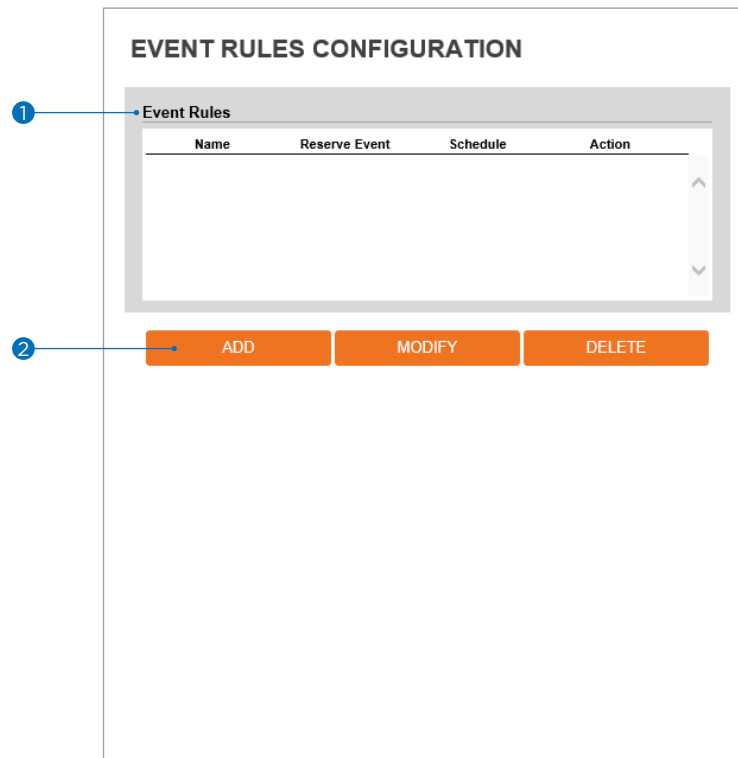 EVENT RULES CONFIGURATION
1
Event Rules
Name Reserve Event Schedule Action
2
ADD MODIFY DELETE